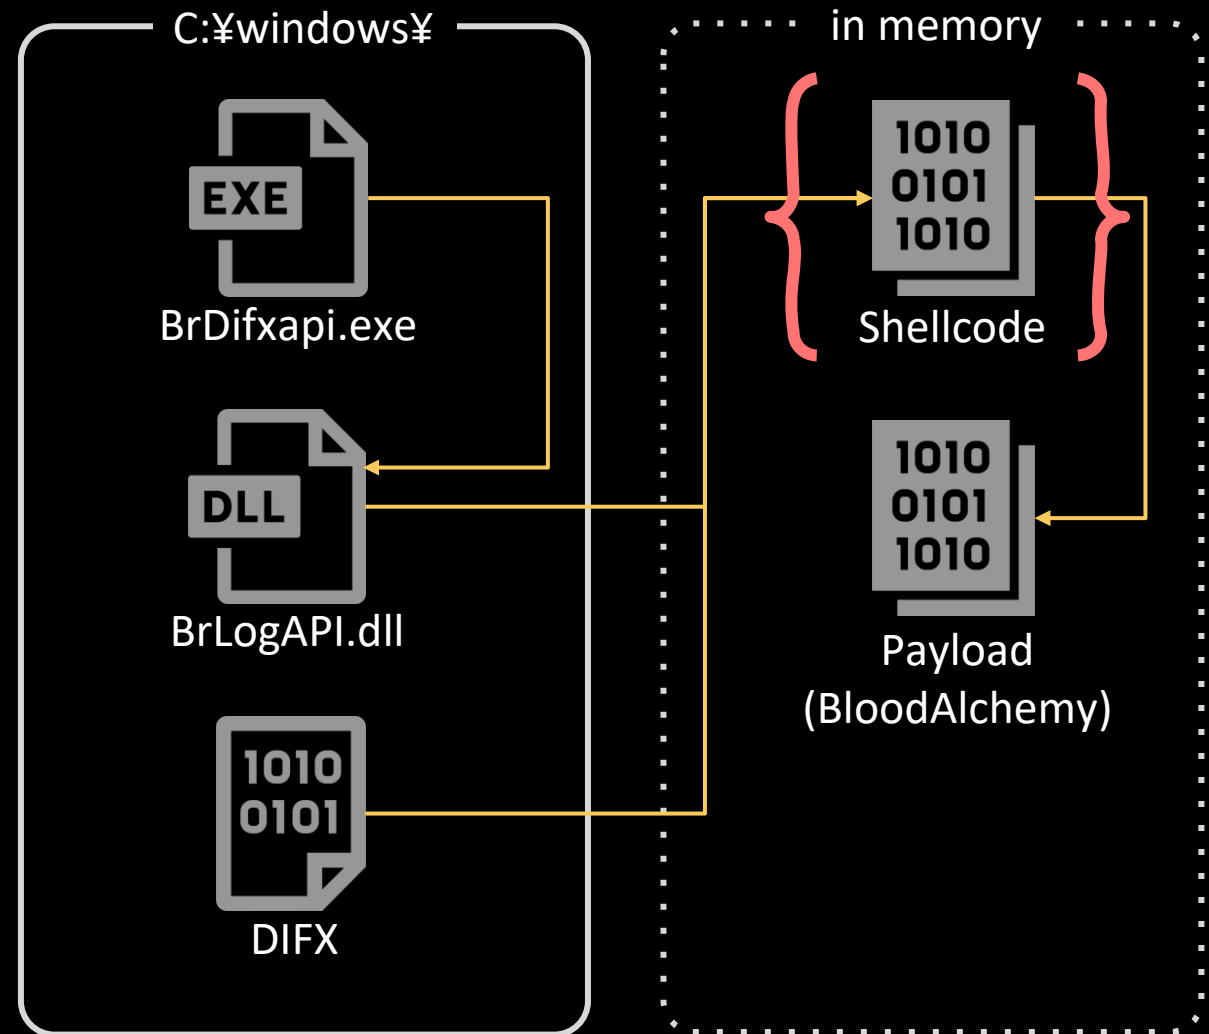 C:¥windows¥
EXE
BrDifxapi.exe
DLL
BrLogAPI.dll
1010
0101
DIFX
in memory
1010
0101
1010
Shellcode
1010
0101
1010
Payload
(BloodAlchemy)